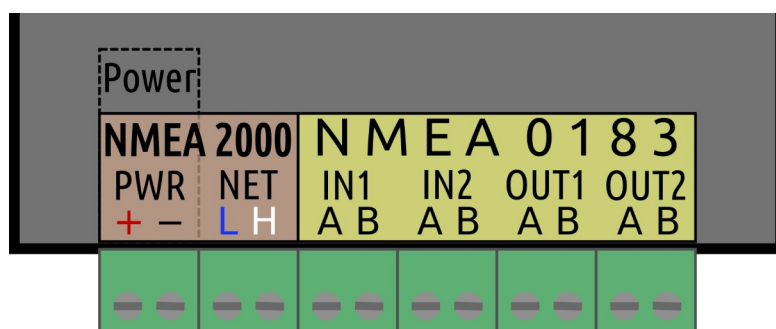 Power
NMEA 2000 NMEA 0183
PWR NET IN1 IN2 OUT1 OUT2
+ − L H A B A B A B A B